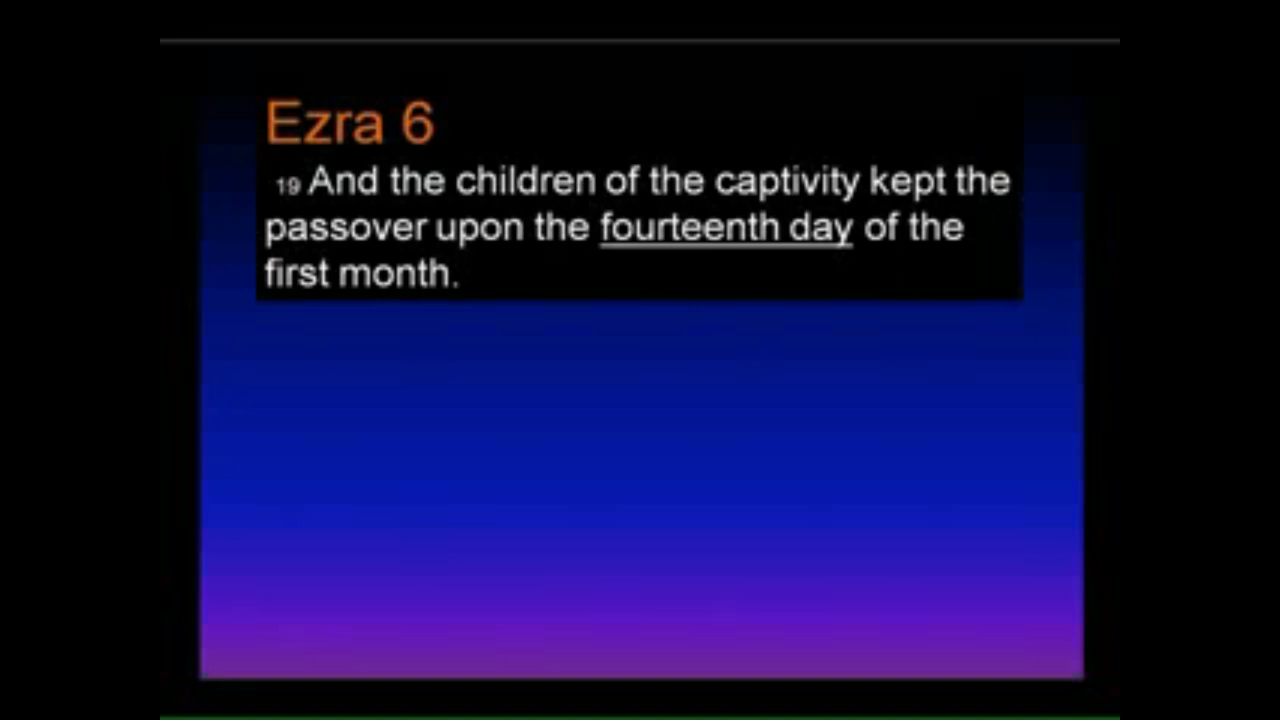 Ezra 6
19 And the children of the captivity kept the
passover upon the fourteenth day of the
first month.